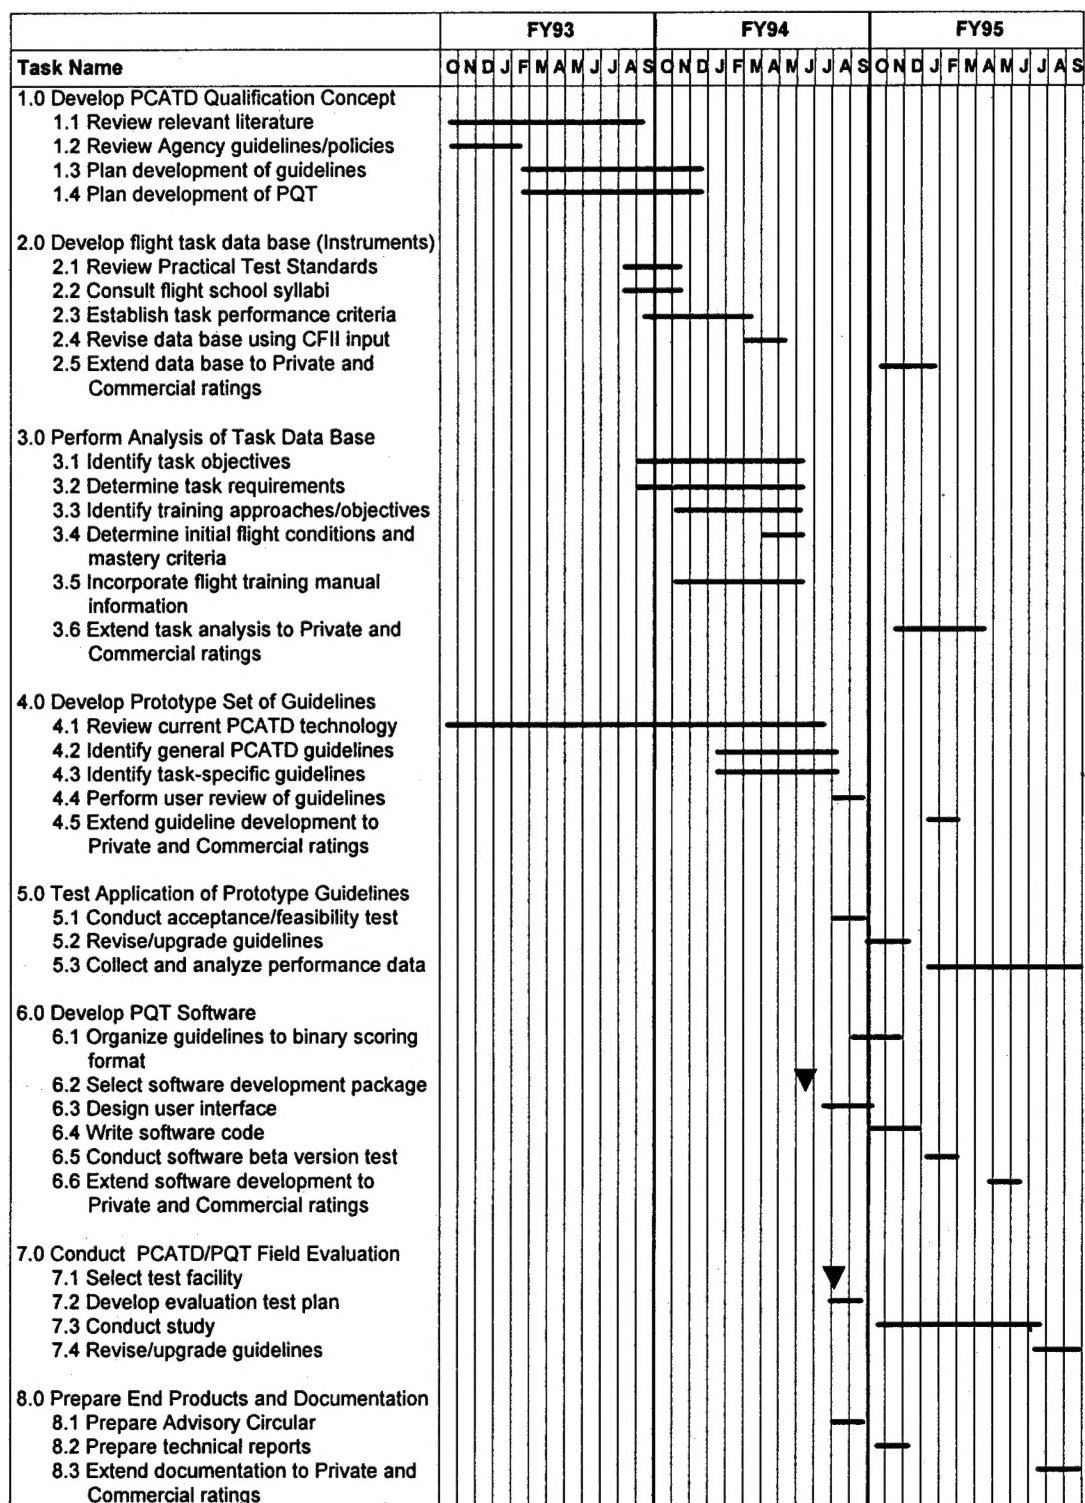 FY93 FY94 FY95
Task Name O N D J F M A M J J A S O N D J F M A M J J A S O N D J F M A M J J A S
1.0 Develop PCATD Qualification Concept
1.1 Review relevant literature
1.2 Review Agency guidelines/policies
1.3 Plan development of guidelines
1.4 Plan development of PQT
2.0 Develop flight task data base (Instruments)
2.1 Review Practical Test Standards
2.2 Consult flight school syllabi
2.3 Establish task performance criteria
2.4 Revise data base using CFII input
2.5 Extend data base to Private and
Commercial ratings
3.0 Perform Analysis of Task Data Base
3.1 Identify task objectives
3.2 Determine task requirements
3.3 Identify training approaches/objectives
3.4 Determine initial flight conditions and
mastery criteria
3.5 Incorporate flight training manual
information
3.6 Extend task analysis to Private and
Commercial ratings
4.0 Develop Prototype Set of Guidelines
4.1 Review current PCATD technology
4.2 Identify general PCATD guidelines
4.3 Identify task-specific guidelines
4.4 Perform user review of guidelines
4.5 Extend guideline development to
Private and Commercial ratings
5.0 Test Application of Prototype Guidelines
5.1 Conduct acceptance/feasibility test
5.2 Revise/upgrade guidelines
5.3 Collect and analyze performance data
6.0 Develop PQT Software
6.1 Organize guidelines to binary scoring
format
6.2 Select software development package
6.3 Design user interface
6.4 Write software code
6.5 Conduct software beta version test
6.6 Extend software development to
Private and Commercial ratings
7.0 Conduct PCATD/PQT Field Evaluation
7.1 Select test facility
7.2 Develop evaluation test plan
7.3 Conduct study
7.4 Revise/upgrade guidelines
8.0 Prepare End Products and Documentation
8.1 Prepare Advisory Circular
8.2 Prepare technical reports
8.3 Extend documentation to Private and
Commercial ratings